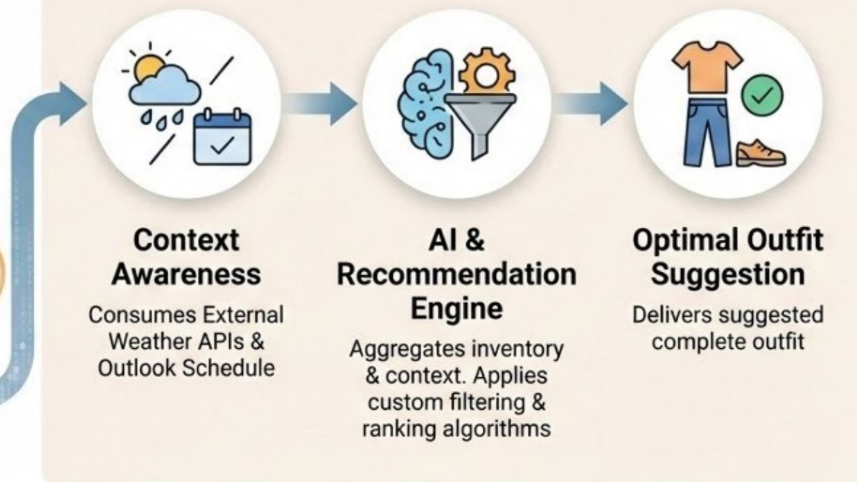 Context
Awareness
Consumes External
Weather APIs &
Outlook Schedule
AI &
Recommendation
Engine
Aggregates inventory
& context. Applies
custom filtering &
ranking algorithms
Optimal Outfit
Suggestion
Delivers suggested
complete outfit